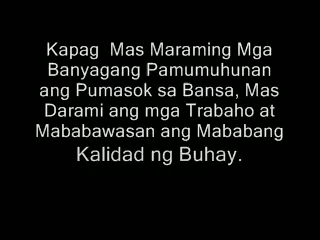 Kapag  Mas Maraming Mga
Banyagang Pamumuhunan
ang Pumasok sa Bansa, Mas
Darami ang mga Trabaho at
Mababawasan ang Mababang
Kalidad ng Buhay.